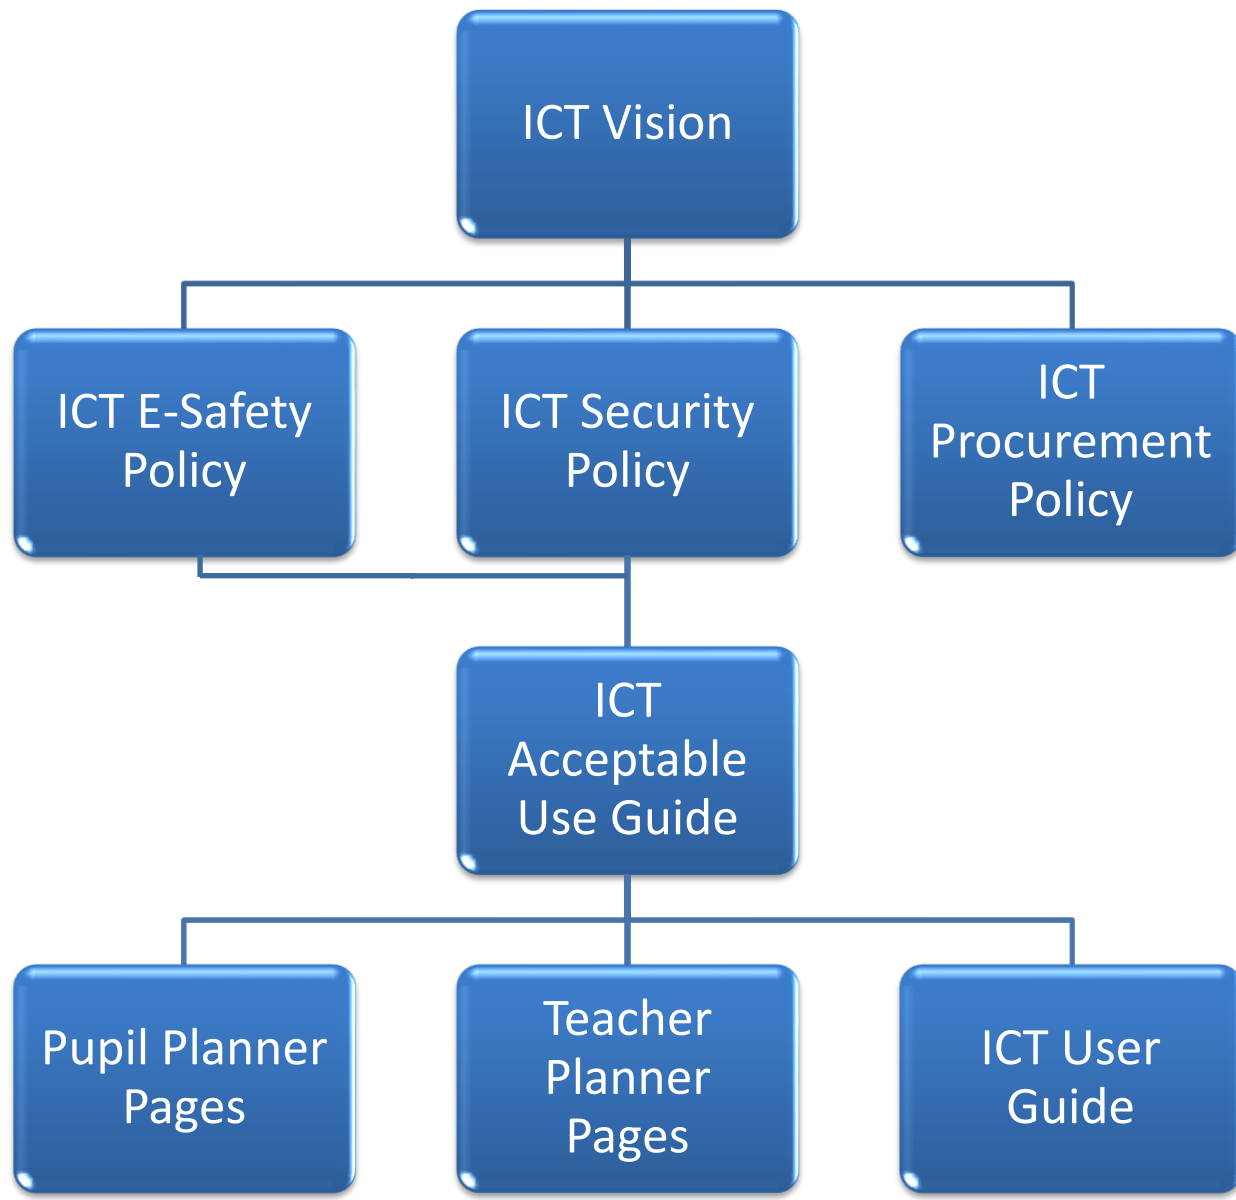 ICT Vision
ICT E-Safety
Policy
ICT Security
Policy
ICT
Procurement
Policy
ICT
Acceptable
Use Guide
Pupil Planner
Pages
Teacher
Planner
Pages
ICT User
Guide